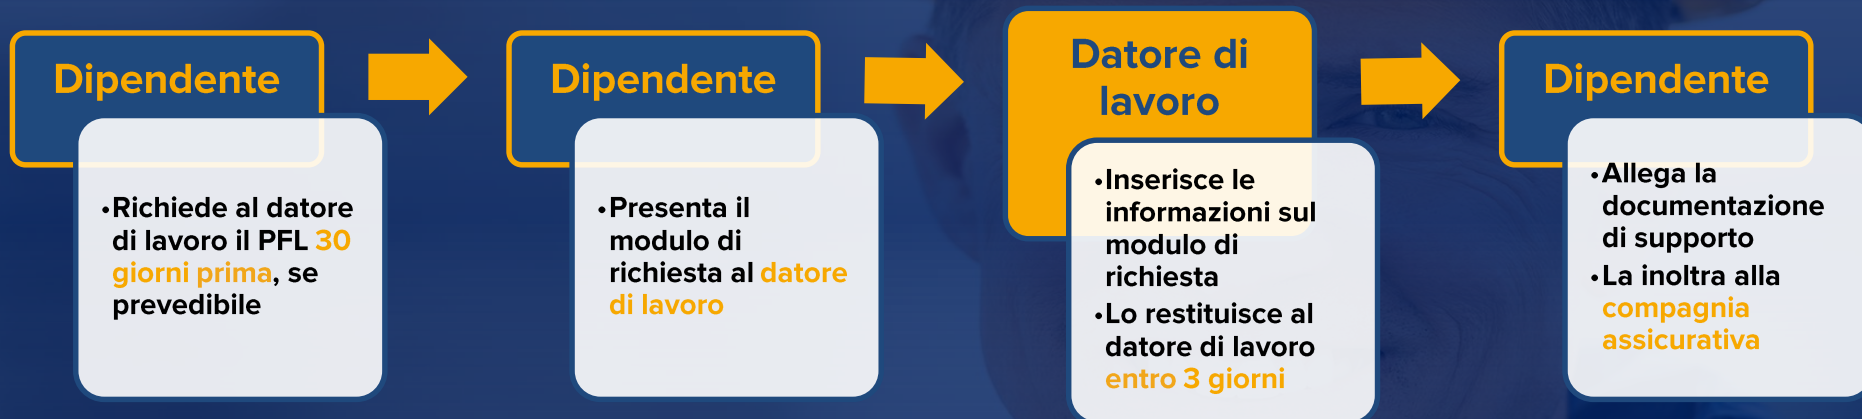 Dipendente
•Richiede al datore
di lavoro il PFL 30
giorni prima, se
prevedibile
Dipendente
•Presenta il
modulo di
richiesta al datore
di lavoro
Datore di
lavoro
•Inserisce le
informazioni sul
modulo di
richiesta
•Lo restituisce al
datore di lavoro
entro 3 giorni
Dipendente
•Allega la
documentazione
di supporto
•La inoltra alla
compagnia
assicurativa